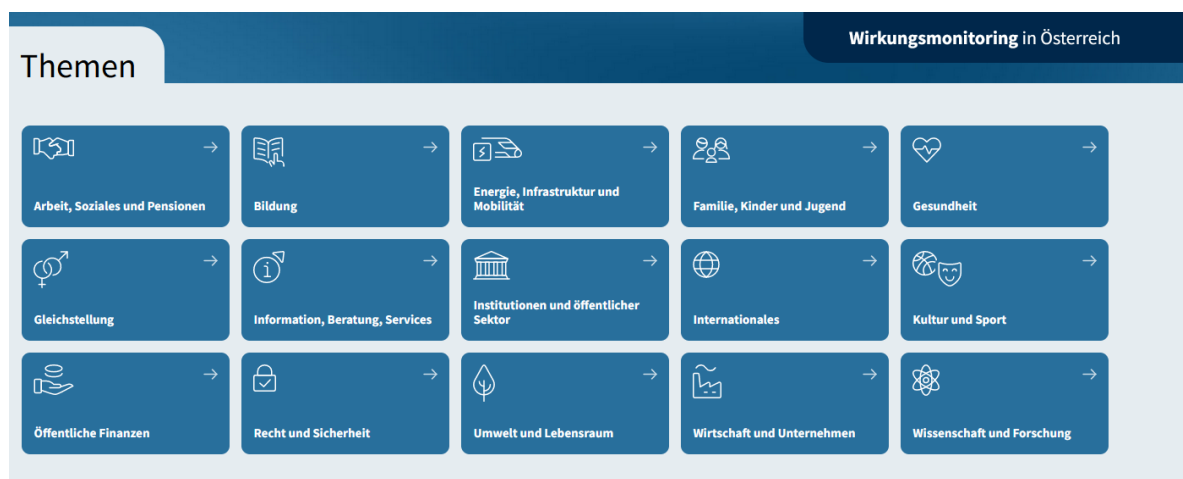 Wirkungsmonitoring in Österreich
Themen
Arbeit, Soziales und Pensionen
Bildung
Energie, Infrastruktur und
Mobilität
Familie, Kinder und Jugend
Gesundheit
Gleichstellung
Information, Beratung, Services
Institutionen und öffentlicher
Sektor
Internationales
Kultur und Sport
Öffentliche Finanzen
Recht und Sicherheit
Umwelt und Lebensraum
Wirtschaft und Unternehmen
Wissenschaft und Forschung